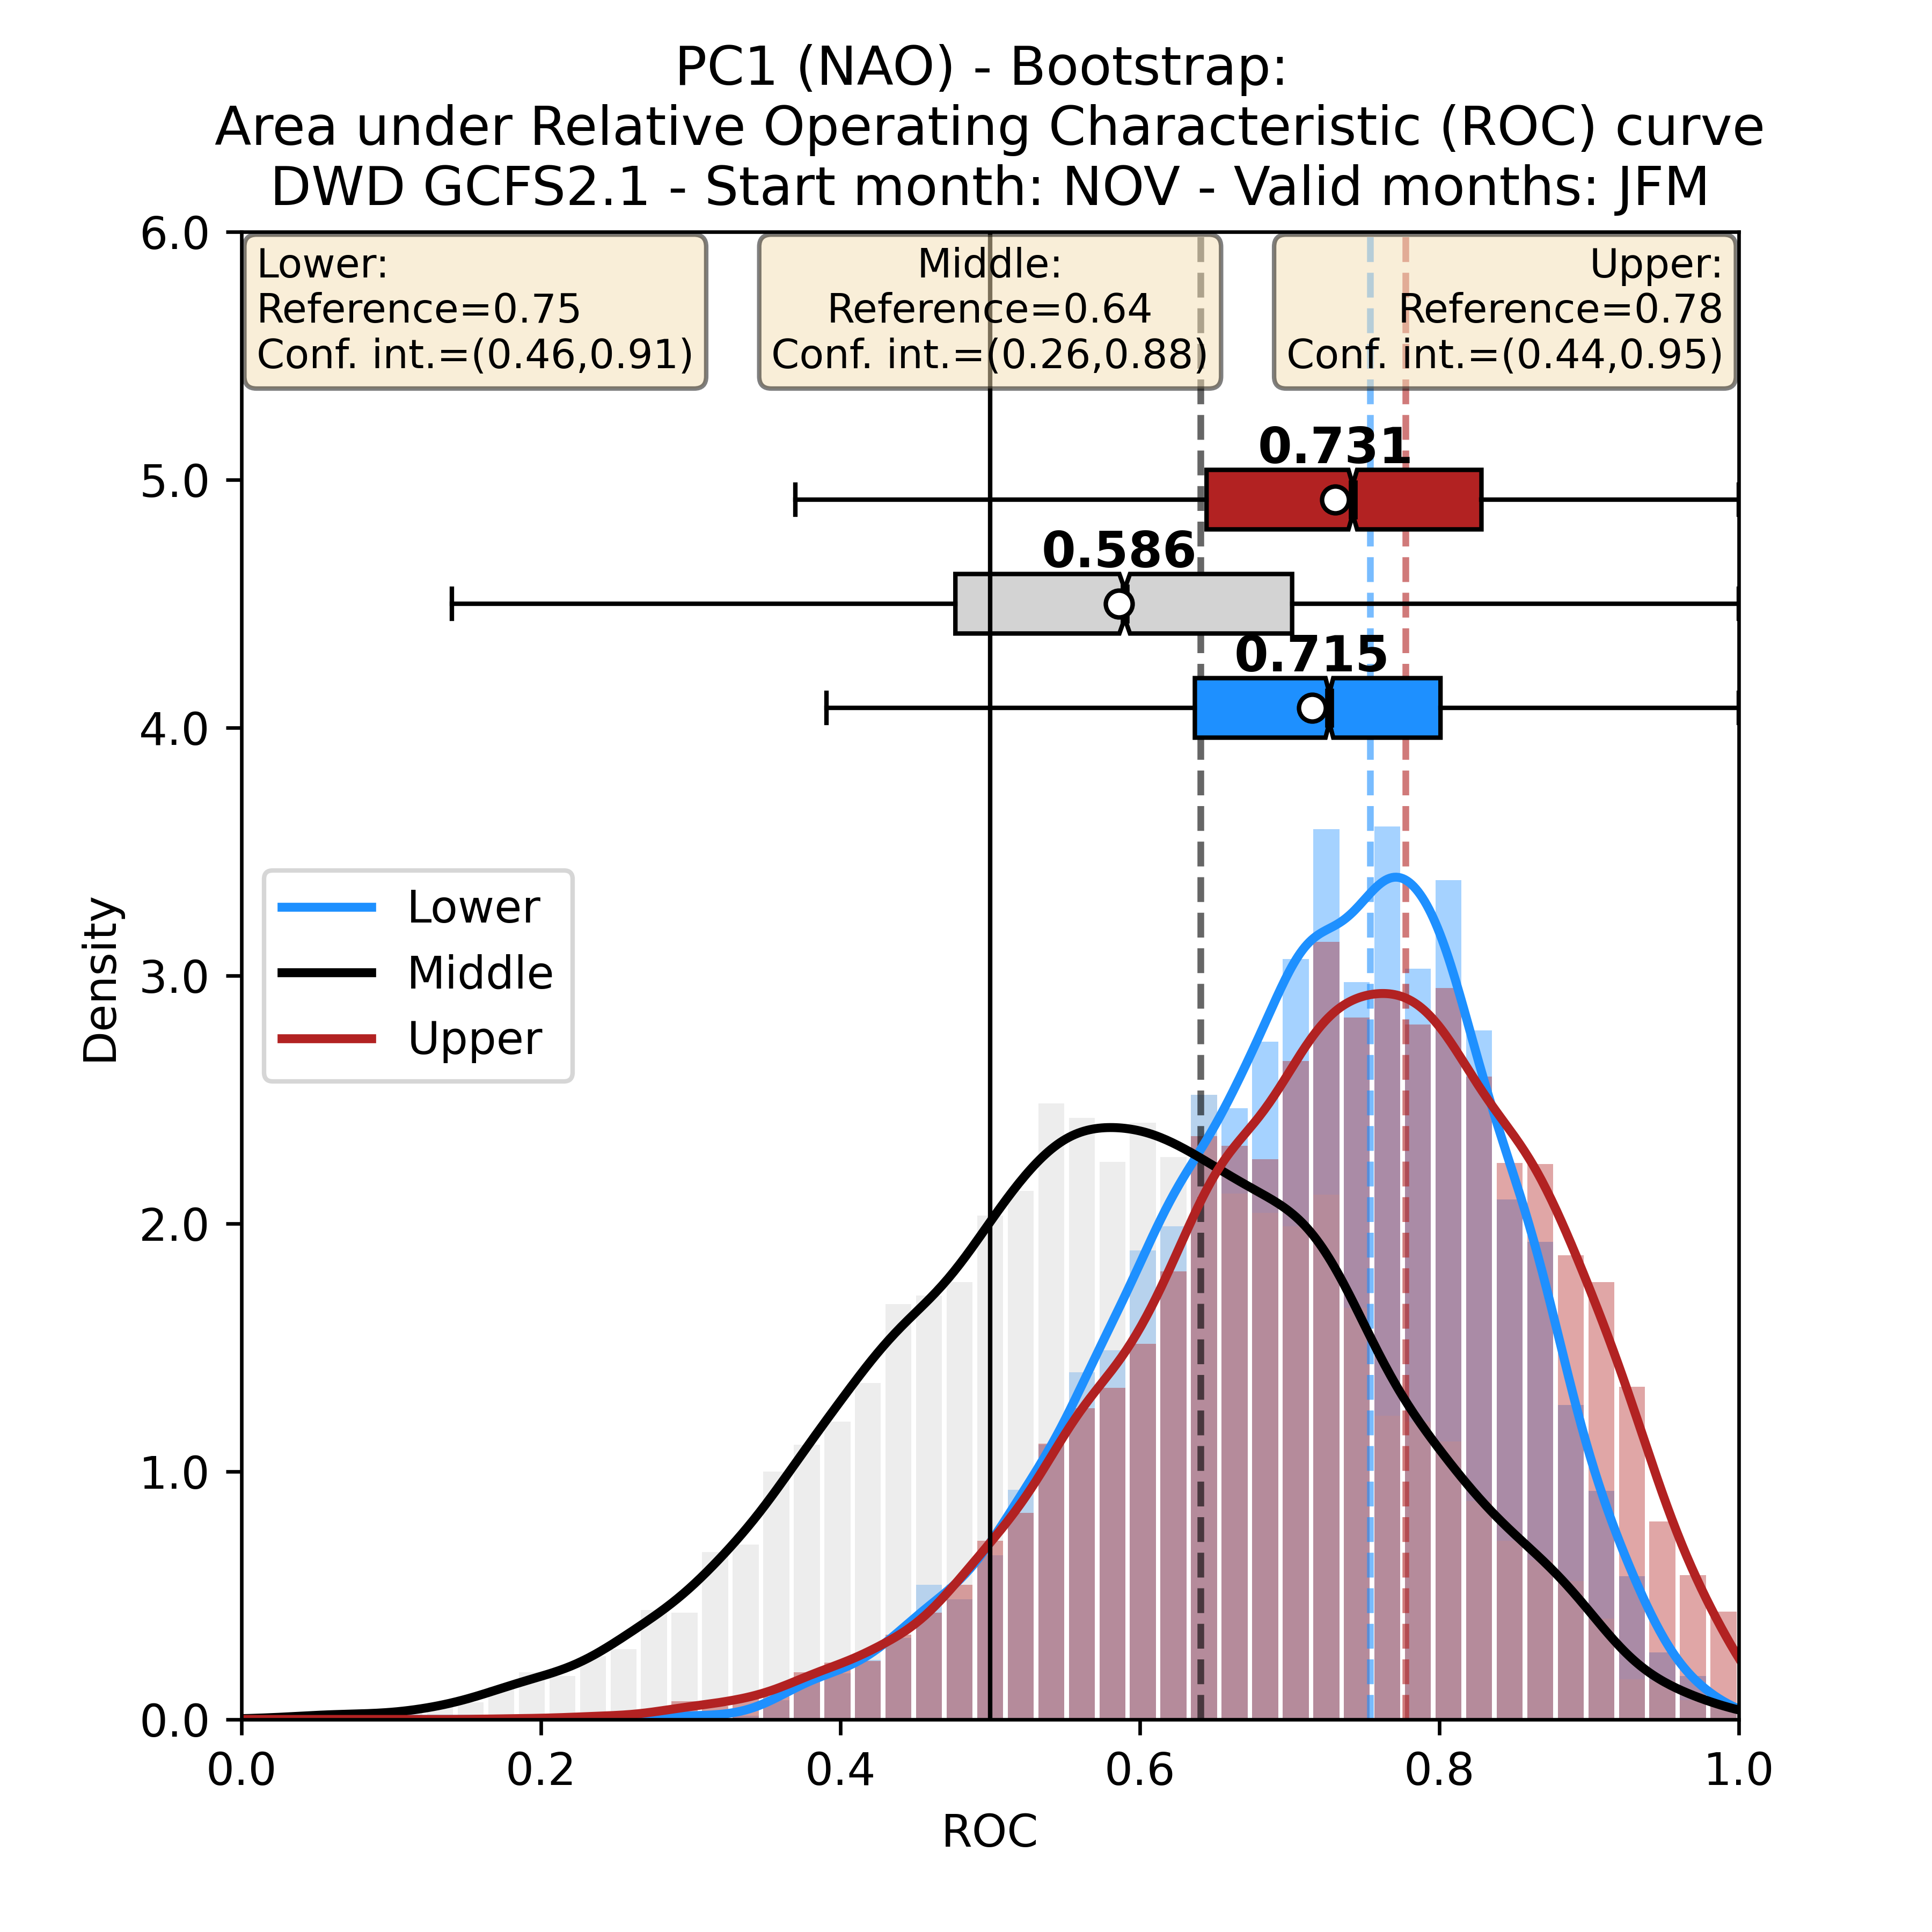 PC1 (NAO) - Bootstrap:
Area under Relative Operating Characteristic (ROC) curve
DWD GCFS2.1 - Start month: NOV - Valid months: JFM
6.0
Lower:
Reference=0.75
Conf. int.=(0.46,0.91)
Middle:
Reference=0.64
Conf. int.=(0.26,0.88)
Upper:
Reference=0.78
Conf. int.=(0.44,0.95)
0.731
5.0
0.586
0.715
4.0
Lower
Middle
Upper
Density
3.0
2.0
1.0
0.0
0.0
0.2
0.4
0.6
0.8
1.0
ROC